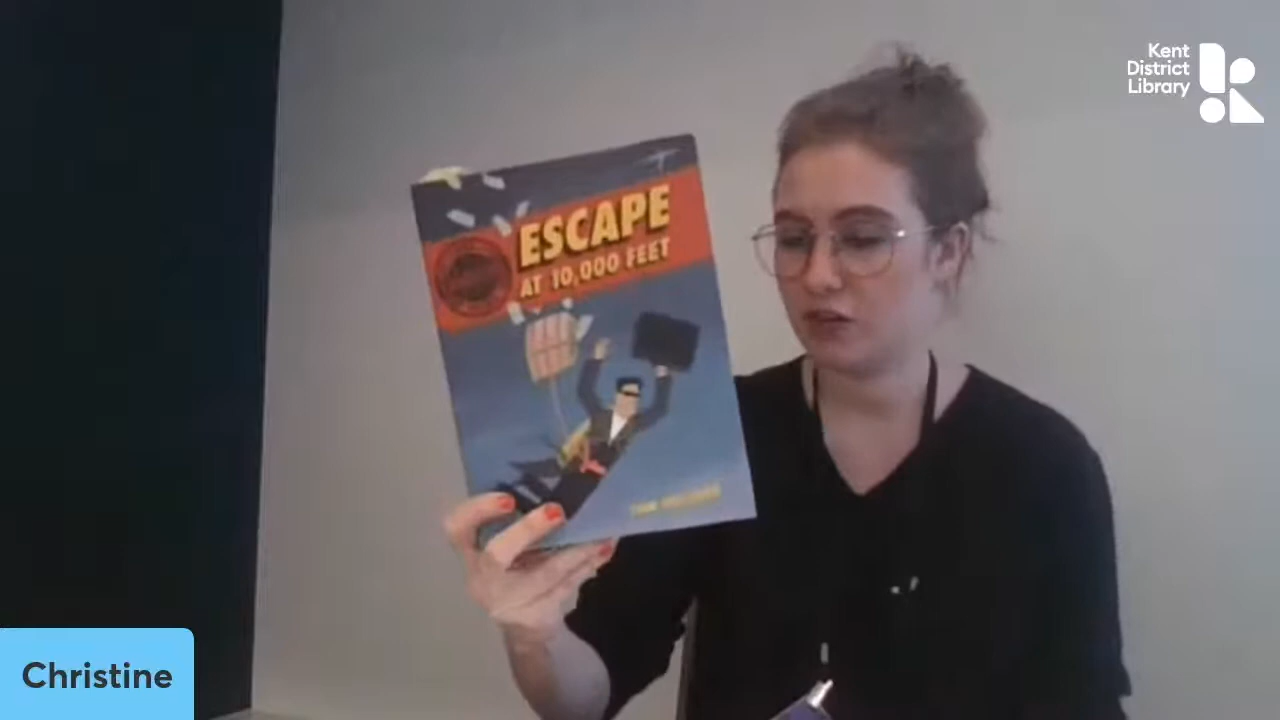 Kent
District
Library
ESCAPE
AT 10,000 FEET
Christine